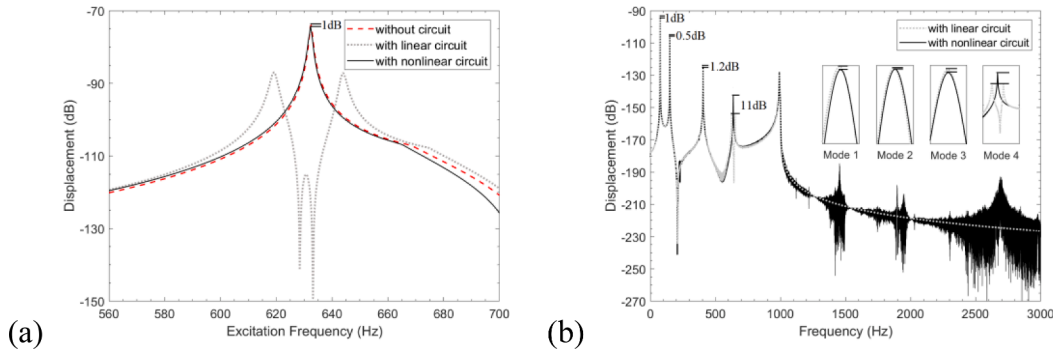 -70
-90
-110
-130
-150
Displacement (dB)
1dB
without circuit
with linear circuit
with nonlinear circuit
560
580
600
620
640
660
680
700
Excitation Frequency (Hz)
(a)
-90
-110
-130
-150
-170
-190
-210
-230
-250
-270
Displacement (dB)
1dB
0.5dB
1.2dB
11dB
with linear circuit
with nonlinear circuit
Mode 1
Mode 2
Mode 3
Mode 4
0
500
1000
1500
2000
2500
3000
Frequency (Hz)
(b)